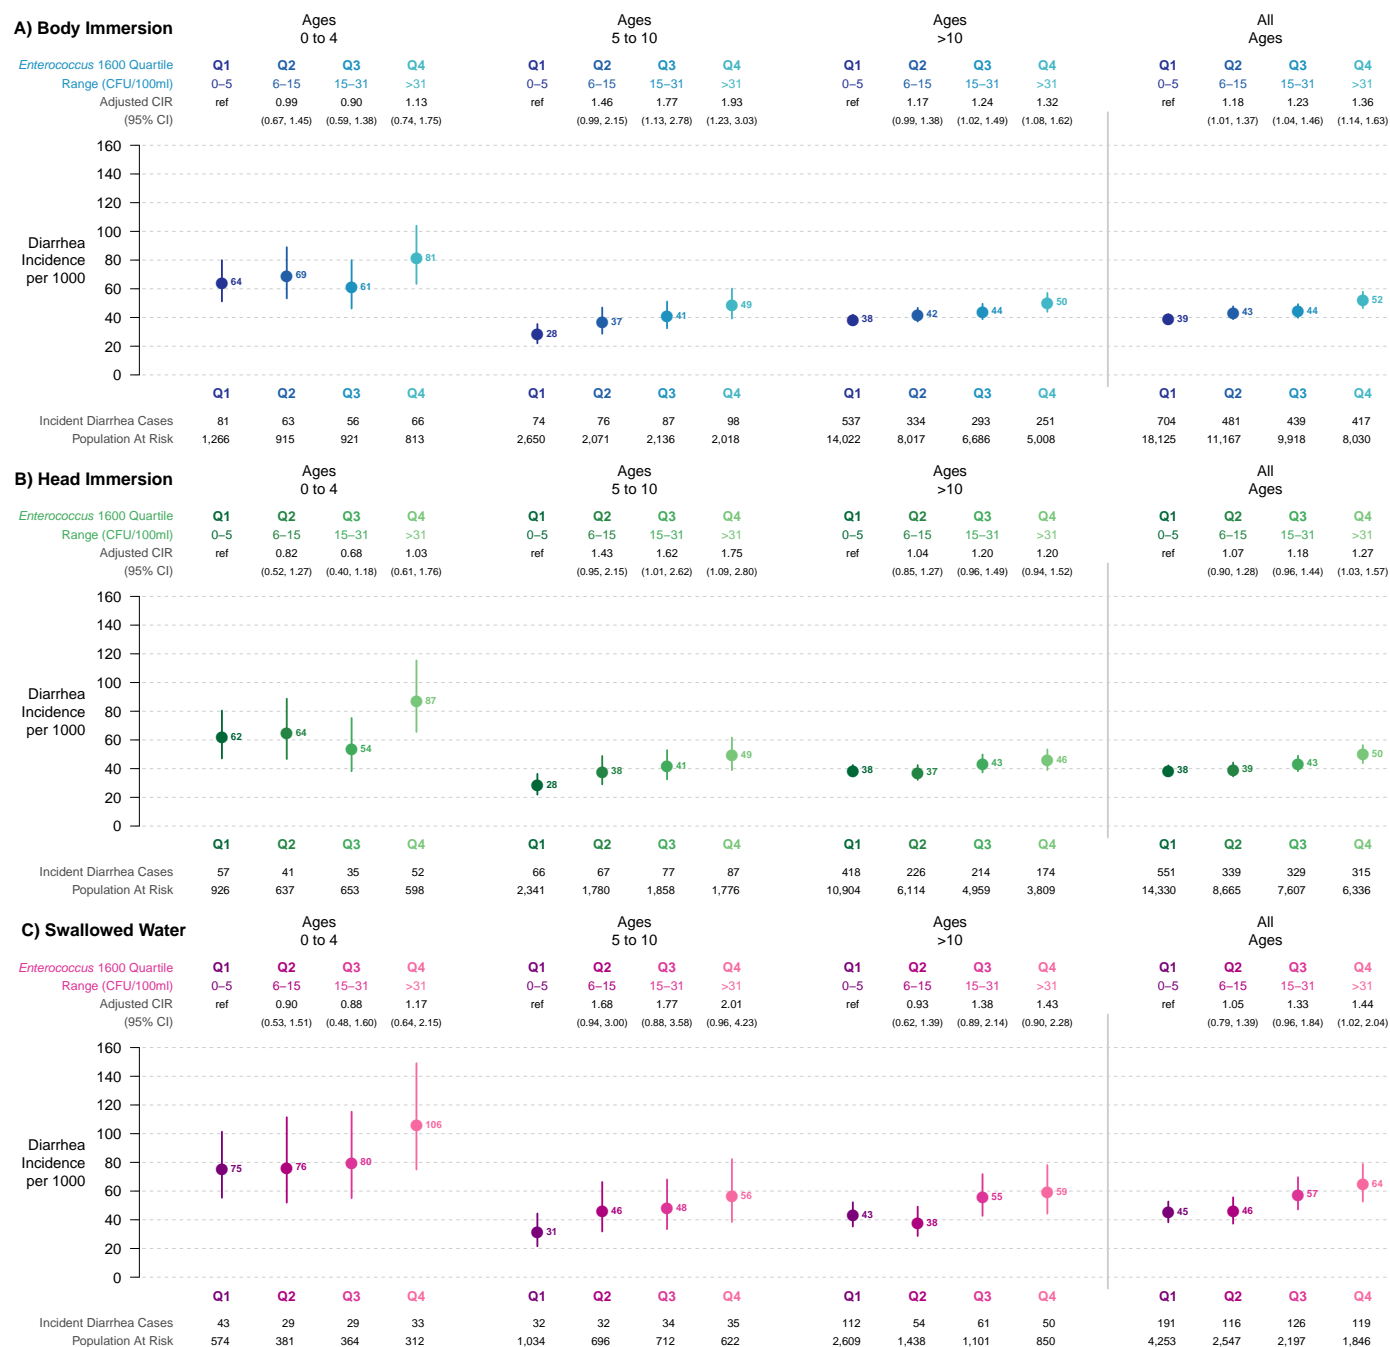 A) Body Immersion
Ages 0 to 4
Ages 5 to 10
Ages >10
All Ages
Enterococcus 1600 Quartile Q1 Q2 Q3 Q4 Q1 Q2 Q3 Q4 Q1 Q2 Q3 Q4 Q1 Q2 Q3 Q4
Range (CFU/100ml) 0–5 6–15 15–31 >31 0–5 6–15 15–31 >31 0–5 6–15 15–31 >31 0–5 6–15 15–31 >31
Adjusted CIR ref 0.99 0.90 1.13 ref 1.46 1.77 1.93 ref 1.17 1.24 1.32 ref 1.18 1.23 1.36
(95% CI) (0.67, 1.45) (0.59, 1.38) (0.74, 1.75) (0.99, 2.15) (1.13, 2.78) (1.23, 3.03) (0.99, 1.38) (1.02, 1.49) (1.08, 1.62) (1.01, 1.37) (1.04, 1.46) (1.14, 1.63)
160
140
120
100
80
60
40
20
0
Diarrhea
Incidence
per 1000
64 69 61 81 28 37 41 49 38 42 44 50 39 43 44 52
Q1 Q2 Q3 Q4 Q1 Q2 Q3 Q4 Q1 Q2 Q3 Q4 Q1 Q2 Q3 Q4
Incident Diarrhea Cases 81 63 56 66 74 76 87 98 537 334 293 251 704 481 439 417
Population At Risk 1,266 915 921 813 2,650 2,071 2,136 2,018 14,022 8,017 6,686 5,008 18,125 11,167 9,918 8,030
B) Head Immersion
Ages 0 to 4
Ages 5 to 10
Ages >10
All Ages
Enterococcus 1600 Quartile Q1 Q2 Q3 Q4 Q1 Q2 Q3 Q4 Q1 Q2 Q3 Q4 Q1 Q2 Q3 Q4
Range (CFU/100ml) 0–5 6–15 15–31 >31 0–5 6–15 15–31 >31 0–5 6–15 15–31 >31 0–5 6–15 15–31 >31
Adjusted CIR ref 0.82 0.68 1.03 ref 1.43 1.62 1.75 ref 1.04 1.20 1.20 ref 1.07 1.18 1.27
(95% CI) (0.52, 1.27) (0.40, 1.18) (0.61, 1.76) (0.95, 2.15) (1.01, 2.62) (1.09, 2.80) (0.85, 1.27) (0.96, 1.49) (0.94, 1.52) (0.90, 1.28) (0.96, 1.44) (1.03, 1.57)
160
140
120
100
80
60
40
20
0
Diarrhea
Incidence
per 1000
62 64 54 87 28 38 41 49 38 37 43 46 38 39 43 50
Q1 Q2 Q3 Q4 Q1 Q2 Q3 Q4 Q1 Q2 Q3 Q4 Q1 Q2 Q3 Q4
Incident Diarrhea Cases 57 41 35 52 66 67 77 87 418 226 214 174 551 339 329 315
Population At Risk 926 637 653 598 2,341 1,780 1,858 1,776 10,904 6,114 4,959 3,809 14,330 8,665 7,607 6,336
C) Swallowed Water
Ages 0 to 4
Ages 5 to 10
Ages >10
All Ages
Enterococcus 1600 Quartile Q1 Q2 Q3 Q4 Q1 Q2 Q3 Q4 Q1 Q2 Q3 Q4 Q1 Q2 Q3 Q4
Range (CFU/100ml) 0–5 6–15 15–31 >31 0–5 6–15 15–31 >31 0–5 6–15 15–31 >31 0–5 6–15 15–31 >31
Adjusted CIR ref 0.90 0.88 1.17 ref 1.68 1.77 2.01 ref 0.93 1.38 1.43 ref 1.05 1.33 1.44
(95% CI) (0.53, 1.51) (0.48, 1.60) (0.64, 2.15) (0.94, 3.00) (0.88, 3.58) (0.96, 4.23) (0.62, 1.39) (0.89, 2.14) (0.90, 2.28) (0.79, 1.39) (0.96, 1.84) (1.02, 2.04)
160
140
120
100
80
60
40
20
0
Diarrhea
Incidence
per 1000
75 76 80 106 31 46 48 56 43 38 55 59 45 46 57 64
Q1 Q2 Q3 Q4 Q1 Q2 Q3 Q4 Q1 Q2 Q3 Q4 Q1 Q2 Q3 Q4
Incident Diarrhea Cases 43 29 29 33 32 32 34 35 112 54 61 50 191 116 126 119
Population At Risk 574 381 364 312 1,034 696 712 622 2,609 1,438 1,101 850 4,253 2,547 2,197 1,846